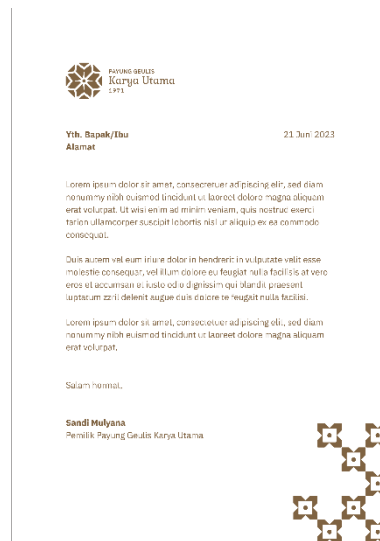 PAYUNG GEULIS
Karya Utama
1971
Yth. Bapak/Ibu
21 Juni 2023
Alamat
Lorem ipsum dolor sit amet, consectetuer adipiscing elit, sed diam
nonummy nibh euismod tincidunt ut laoreet dolore magna aliquam
erat volutpat. Ut wisi enim ad minim veniam, quis nostrud exerci
tation ullamcorper suscipit lobortis nisl ut aliquip ex ea commodo
consequat.
Duis autem vel eum iriure dolor in hendrerit in vulputate velit esse
molestie consequat, vel illum dolore eu feugiat nulla facilisis at vero
eros et accumsan et iusto odio dignissim qui blandit praesent
luptatum zzril delenit augue duis dolore te feugait nulla facilisi.
Lorem ipsum dolor sit amet, consectetuer adipiscing elit, sed diam
nonummy nibh euismod tincidunt ut laoreet dolore magna aliquam
erat volutpat,
Salam hormat,
Sandi Mulyana
Pemilik Payung Geulis Karya Utama